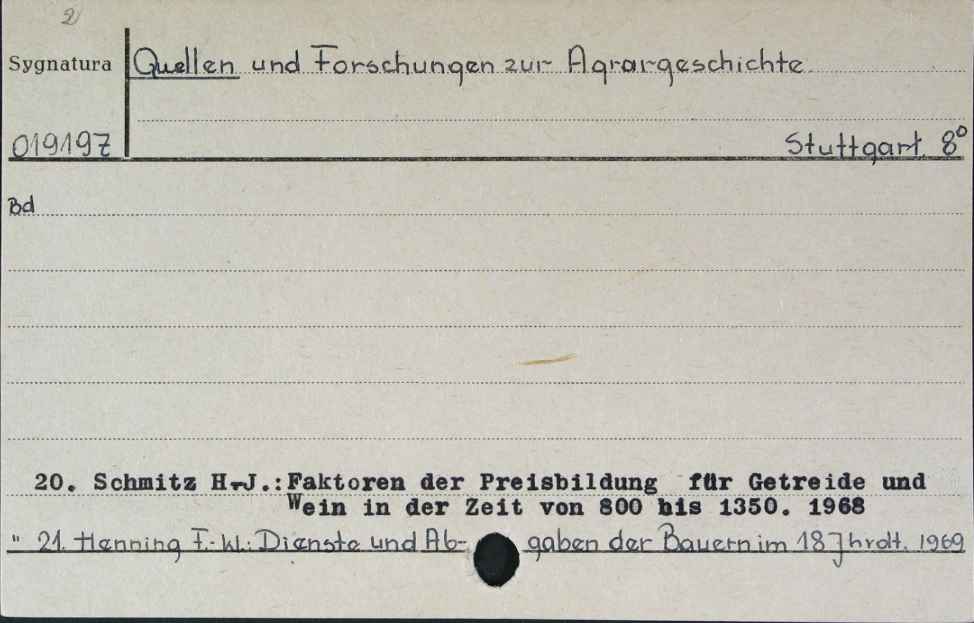 2
Sygnatura Quellen und Forschungen zur Agrargeschichte
019197 Stuttgart 8°
Bd
20. Schmitz H-J.: Faktoren der Preisbildung für Getreide und
Wein in der Zeit von 800 bis 1350. 1968
" 21. Henning F.-W.: Dienste und Ab-gaben der Bauern im 18 Jhrdt. 1969